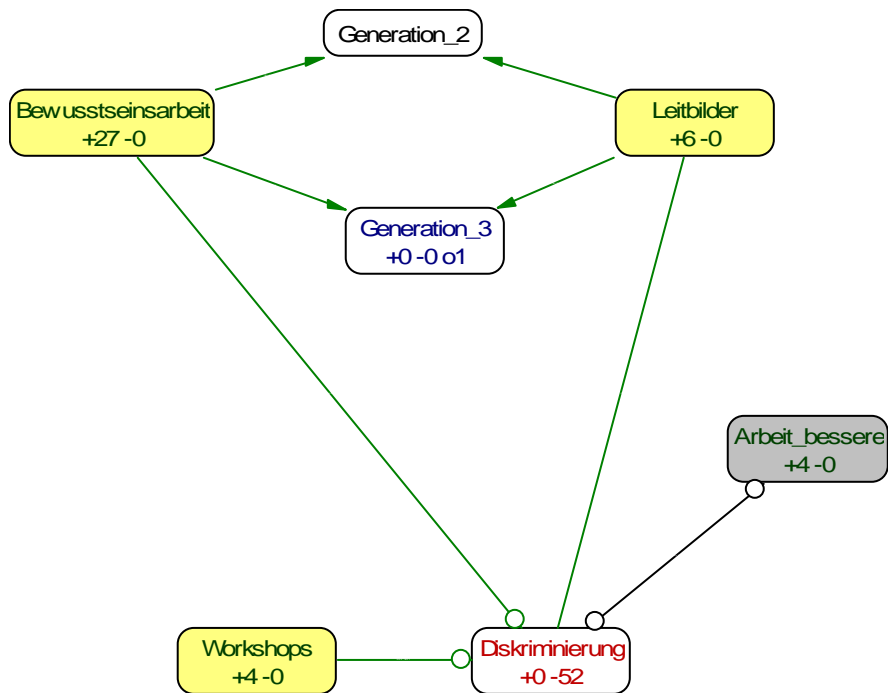 Generation_2
Bewusstseinsarbeit
+27 -0
Leitbilder
+6 -0
Generation_3
+0 -0 o1
Arbeit_bessere
+4 -0
Workshops
+4 -0
Diskriminierung
+0 -52